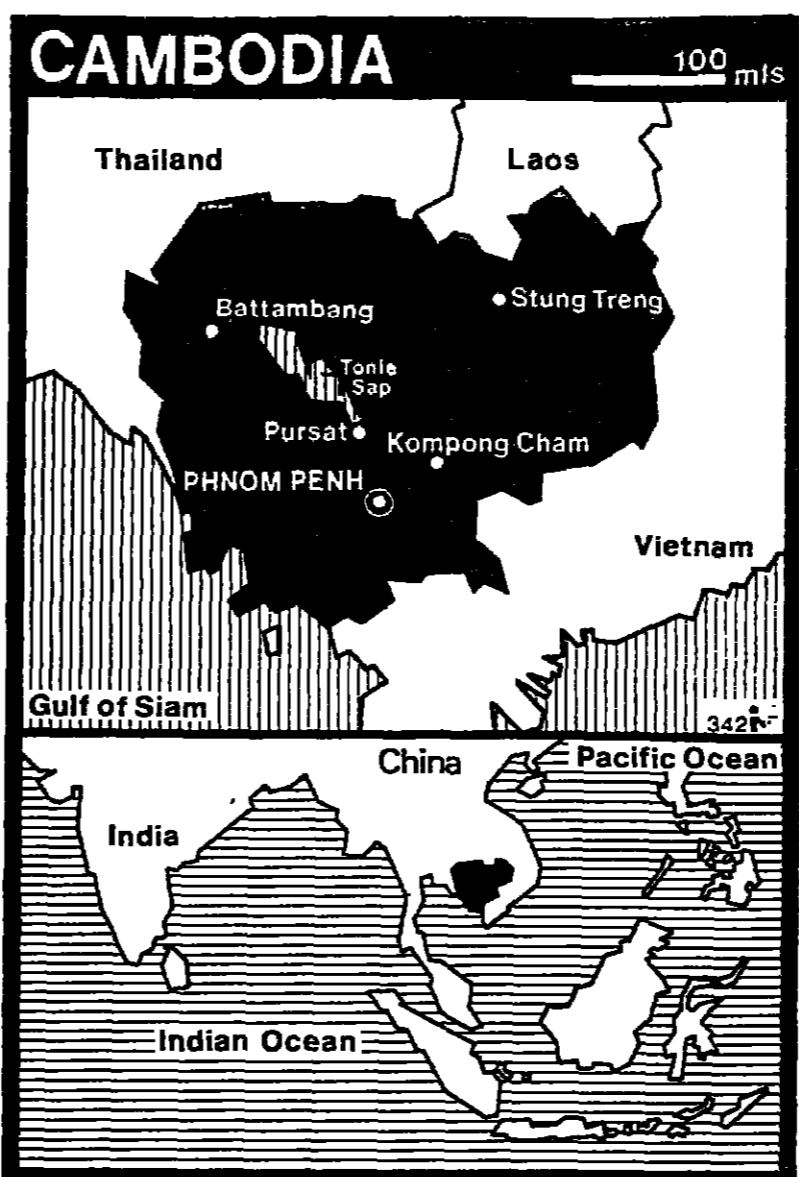 CAMBODIA
100 mls
Thailand
Laos
Stung Treng
Battambang
Tonle
Sap
Pursat
Kompong Cham
PHNOM PENH
Vietnam
Gulf of Siam
342
China
Pacific Ocean
India
Indian Ocean